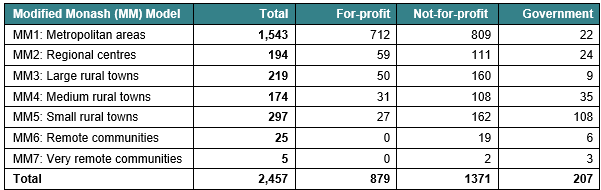 Modified Monash (MM) Model Total For-profit Not-for-profit Government
MM1: Metropolitan areas 1,543 712 809 22
MM2: Regional centres 194 59 111 24
MM3: Large rural towns 219 50 160 9
MM4: Medium rural towns 174 31 108 35
MM5: Small rural towns 297 27 162 108
MM6: Remote communities 25 0 19 6
MM7: Very remote communities 5 0 2 3
Total 2,457 879 1371 207